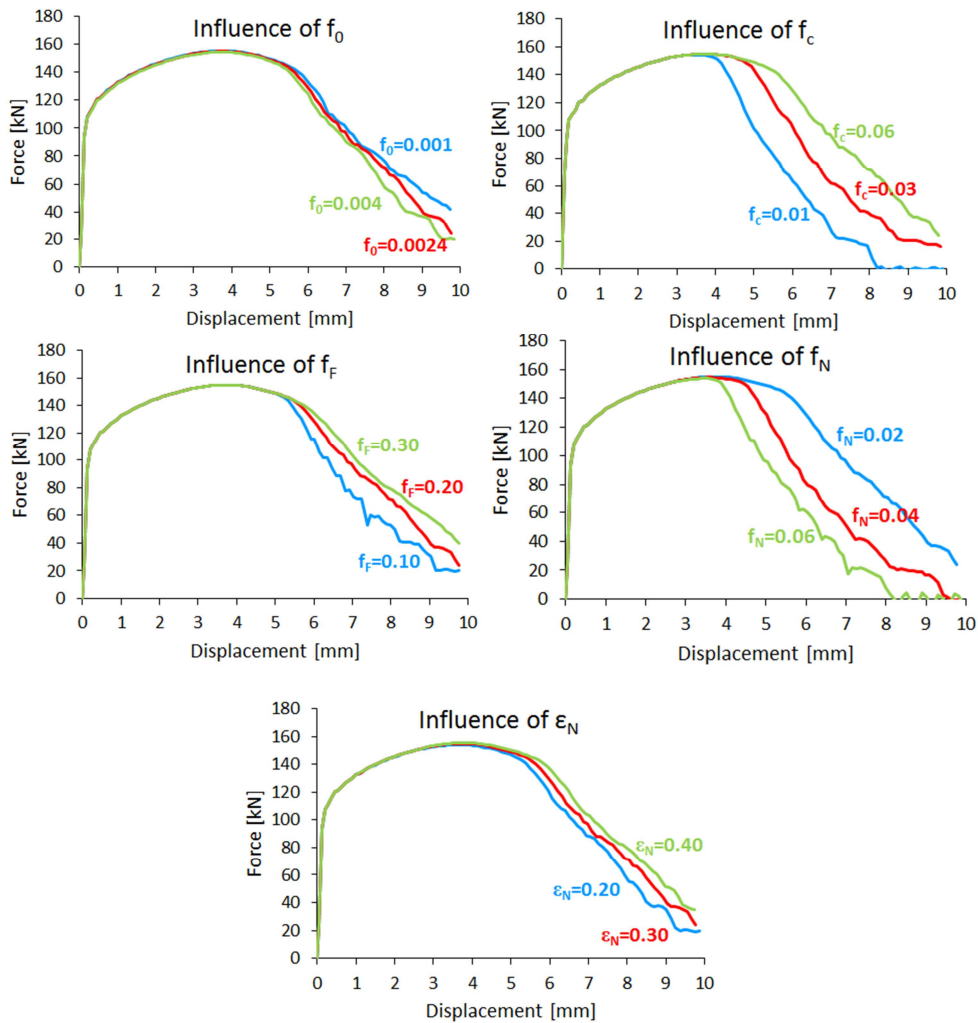 Influence of f0
Force [kN]
180
160
140
120
100
80
60
40
20
0
f0=0.001
f0=0.004
f0=0.0024
0 1 2 3 4 5 6 7 8 9 10
Displacement [mm]
Influence of fc
Force [kN]
180
160
140
120
100
80
60
40
20
0
fc=0.06
fc=0.03
fc=0.01
0 1 2 3 4 5 6 7 8 9 10
Displacement [mm]
Influence of fF
Force [kN]
180
160
140
120
100
80
60
40
20
0
fF=0.30
fF=0.20
fF=0.10
0 1 2 3 4 5 6 7 8 9 10
Displacement [mm]
Influence of fN
Force [kN]
180
160
140
120
100
80
60
40
20
0
fN=0.02
fN=0.04
fN=0.06
0 1 2 3 4 5 6 7 8 9 10
Displacement [mm]
Influence of εN
Force [kN]
180
160
140
120
100
80
60
40
20
0
εN=0.40
εN=0.20
εN=0.30
0 1 2 3 4 5 6 7 8 9 10
Displacement [mm]